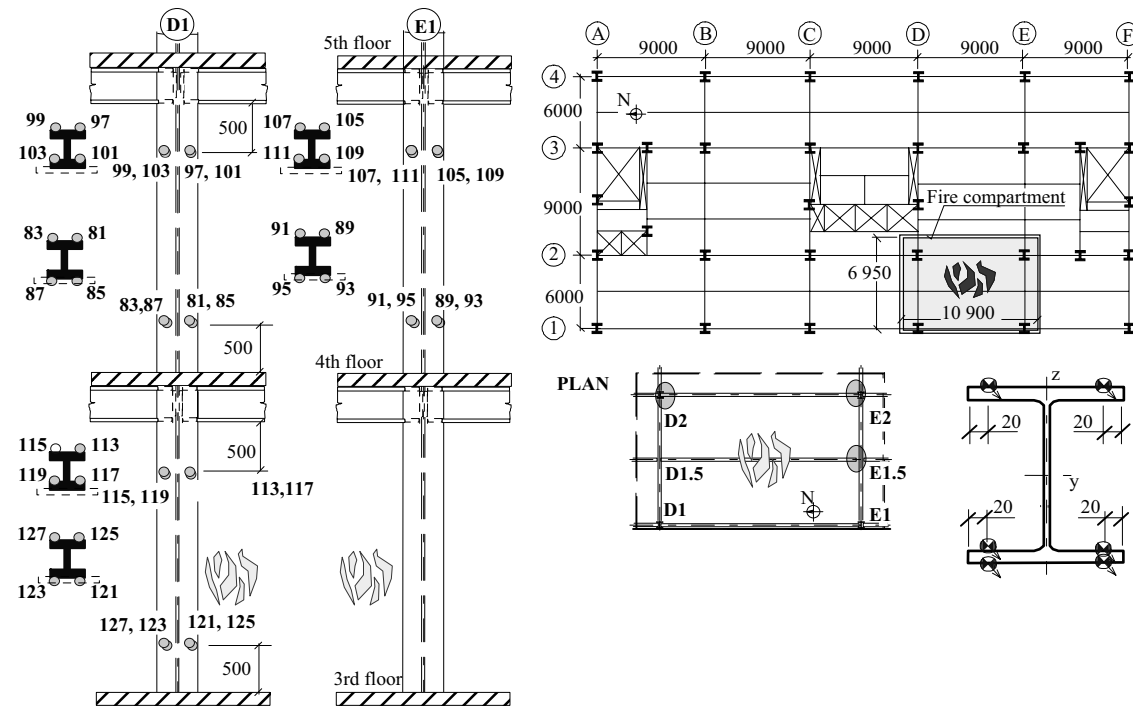 D1
E1
5th floor
500
99
97
103
101
99, 103
97, 101
107
105
111
109
107, 111
105, 109
83
81
87
85
83,87
81, 85
91
89
95
93
91, 95
89, 93
500
4th floor
500
115
113
119
117
115, 119
113,117
127
125
123
121
127, 123
121, 125
500
3rd floor
A
B
C
D
E
F
9000
9000
9000
9000
9000
4
6000
N
3
9000
Fire compartment
2
6 950
6000
10 900
1
PLAN
D2
E2
D1.5
E1.5
N
D1
E1
z
20
20
y
20
20